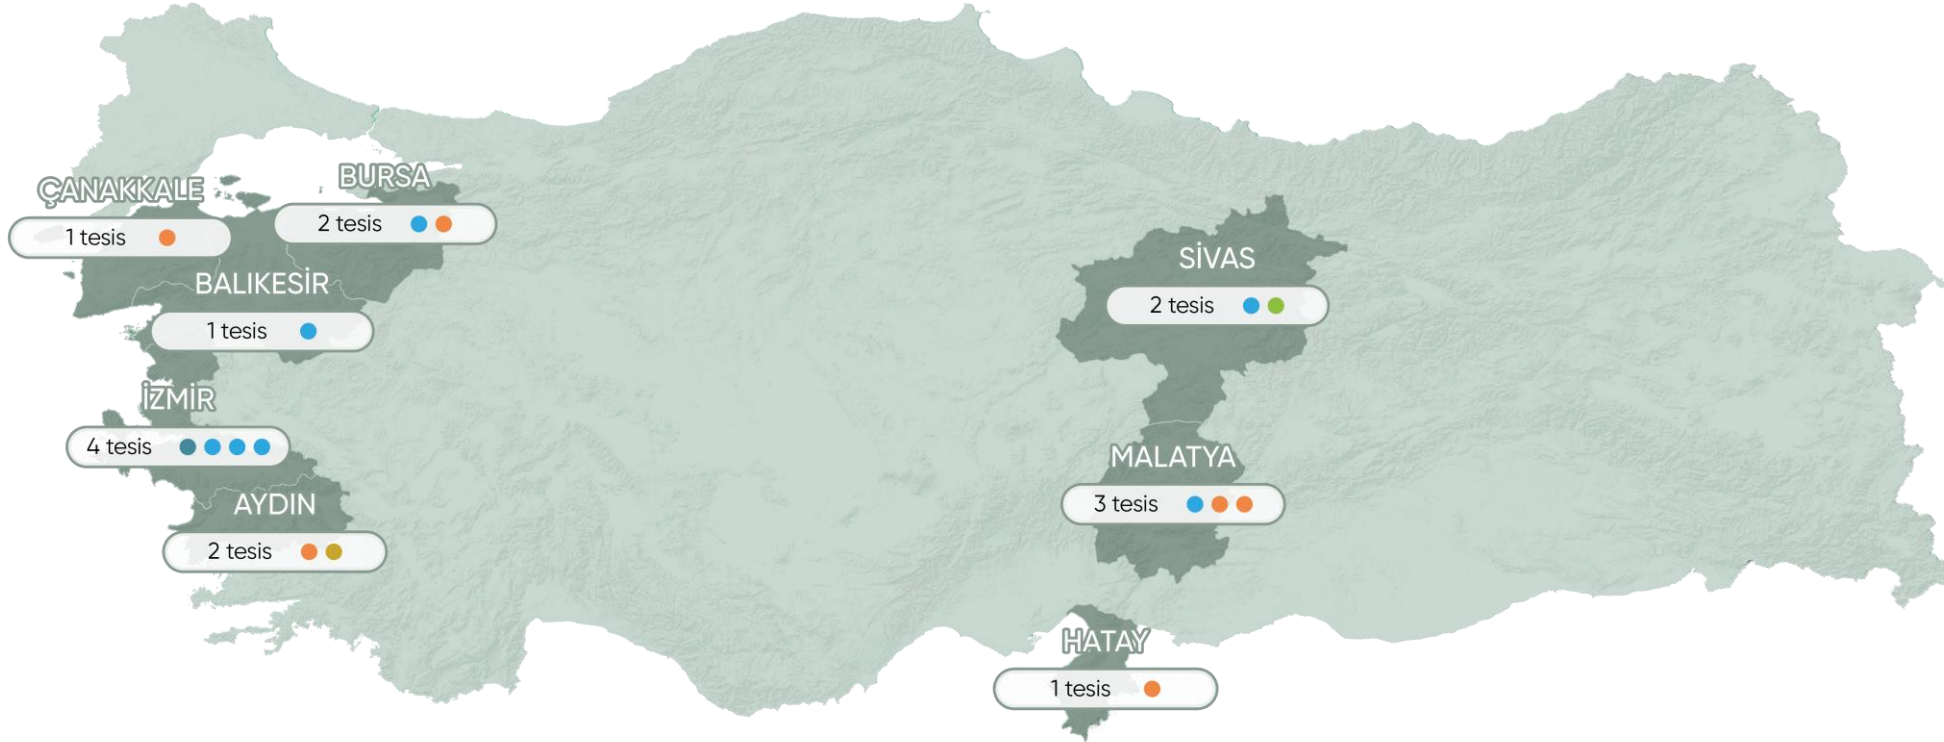 ÇANAKKALE
1 tesis
BURSA
2 tesis
BALIKESİR
1 tesis
İZMİR
4 tesis
AYDIN
2 tesis
SİVAS
2 tesis
MALATYA
3 tesis
HATAY
1 tesis